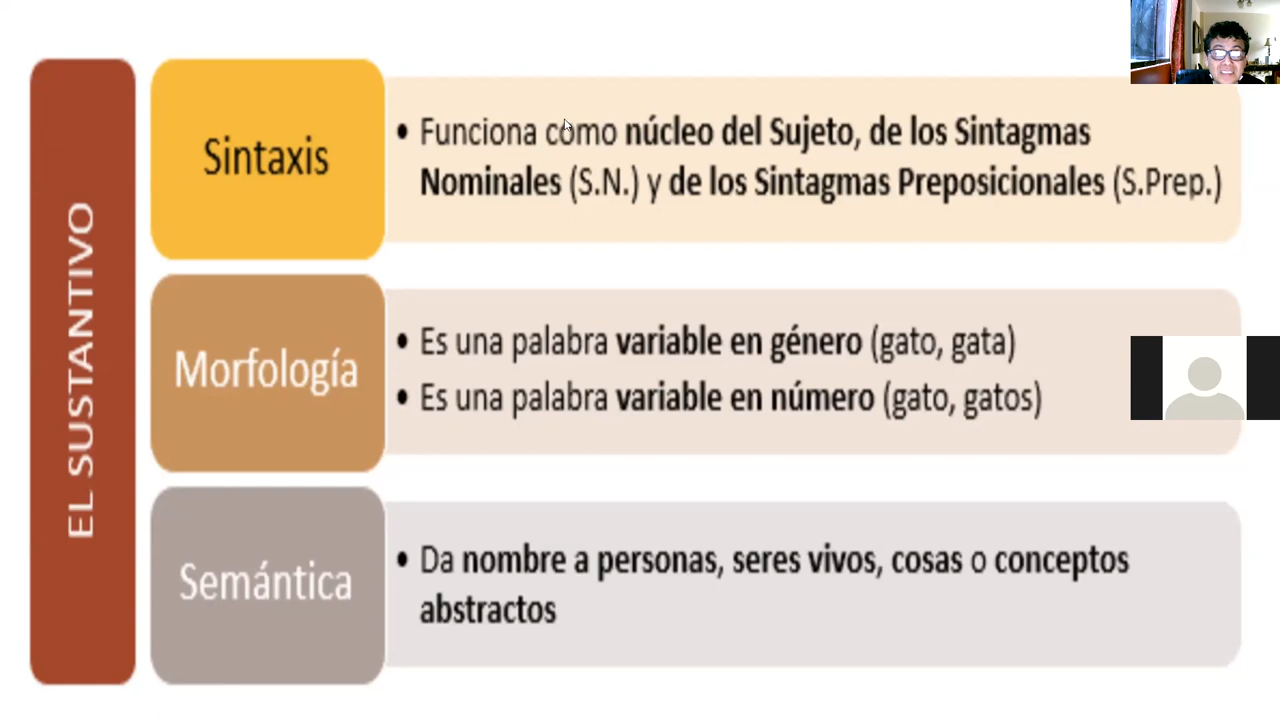 EL SUSTANTIVO
Sintaxis
• Funciona como núcleo del Sujeto, de los Sintagmas
Nominales (S.N.) y de los Sintagmas Preposicionales (S.Prep.)
Morfología
• Es una palabra variable en género (gato, gata)
• Es una palabra variable en número (gato, gatos)
Semántica
• Da nombre a personas, seres vivos, cosas o conceptos
abstractos